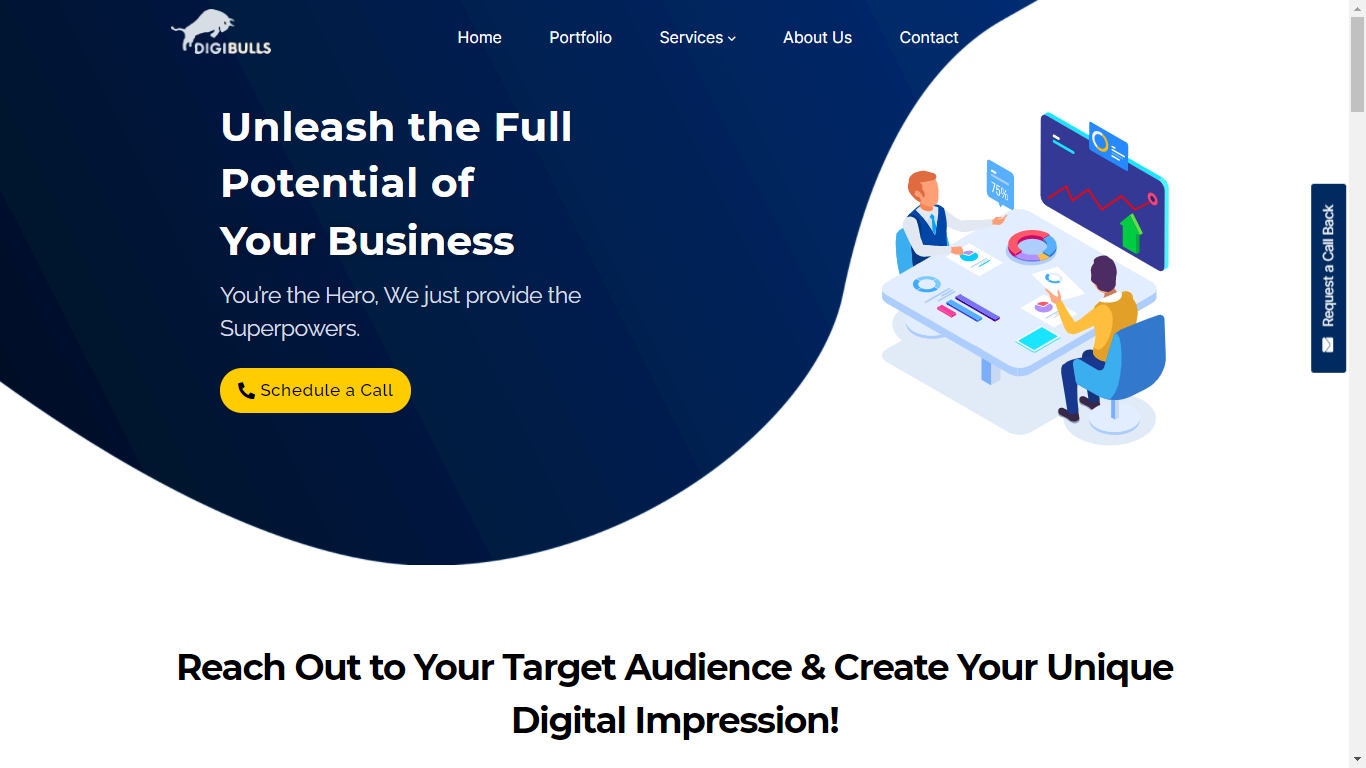 DIGIBULLS
Home
Portfolio
Services
About Us
Contact
Unleash the Full
Potential of
Your Business
You're the Hero, We just provide the
Superpowers.
Schedule a Call
75%
Request a Call Back
Reach Out to Your Target Audience & Create Your Unique
Digital Impression!